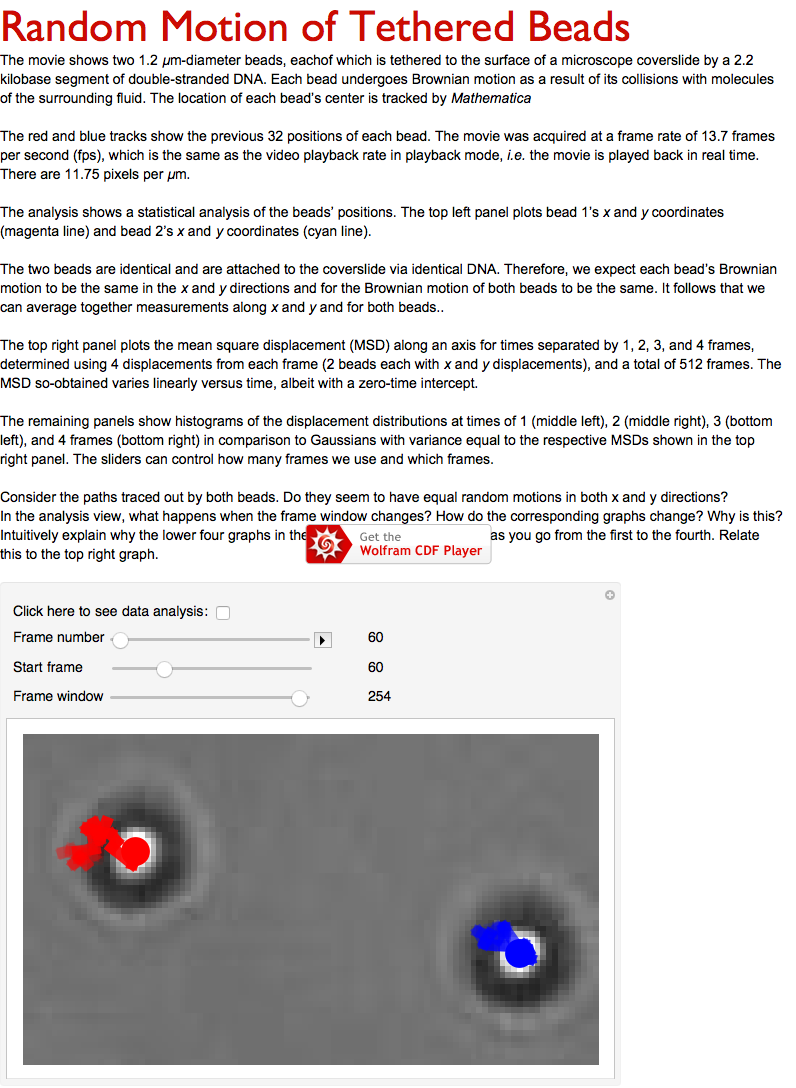 Random Motion of Tethered Beads
The movie shows two 1.2 μm-diameter beads, eachof which is tethered to the surface of a microscope coverslide by a 2.2
kilobase segment of double-stranded DNA. Each bead undergoes Brownian motion as a result of its collisions with molecules
of the surrounding fluid. The location of each bead's center is tracked by Mathematica
The red and blue tracks show the previous 32 positions of each bead. The movie was acquired at a frame rate of 13.7 frames
per second (fps), which is the same as the video playback rate in playback mode, i.e. the movie is played back in real time.
There are 11.75 pixels per μm.
The analysis shows a statistical analysis of the beads' positions. The top left panel plots bead 1's x and y coordinates
(magenta line) and bead 2's x and y coordinates (cyan line).
The two beads are identical and are attached to the coverslide via identical DNA. Therefore, we expect each bead's Brownian
motion to be the same in the x and y directions and for the Brownian motion of both beads to be the same. It follows that we
can average together measurements along x and y and for both beads..
The top right panel plots the mean square displacement (MSD) along an axis for times separated by 1, 2, 3, and 4 frames,
determined using 4 displacements from each frame (2 beads each with x and y displacements), and a total of 512 frames. The
MSD so-obtained varies linearly versus time, albeit with a zero-time intercept.
The remaining panels show histograms of the displacement distributions at times of 1 (middle left), 2 (middle right), 3 (bottom
left), and 4 frames (bottom right) in comparison to Gaussians with variance equal to the respective MSDs shown in the top
right panel. The sliders can control how many frames we use and which frames.
Consider the paths traced out by both beads. Do they seem to have equal random motions in both x and y directions?
In the analysis view, what happens when the frame window changes? How do the corresponding graphs change? Why is this?
Intuitively explain why the lower four graphs in the as you go from the first to the fourth. Relate
this to the top right graph.
Get the
Wolfram CDF Player
Click here to see data analysis:
Frame number 60
Start frame 60
Frame window 254